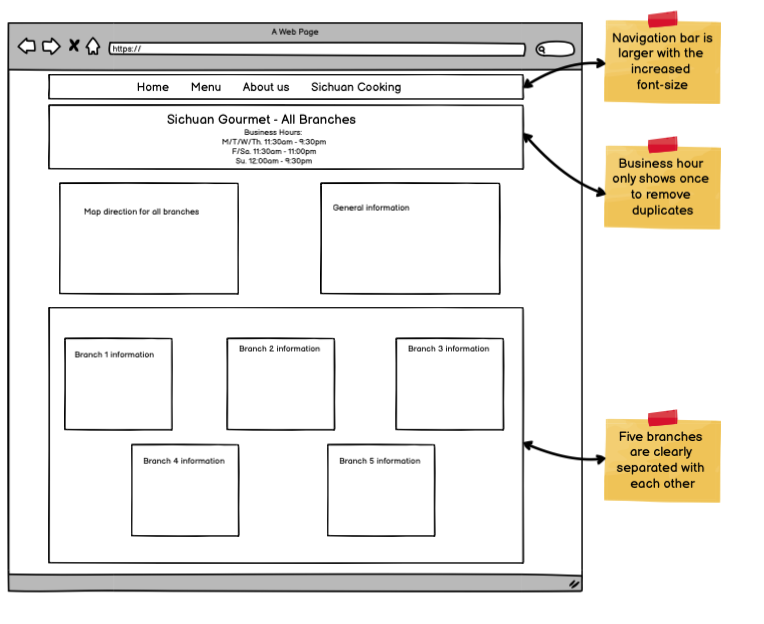 A Web Page
https://
Home Menu About us Sichuan Cooking
Sichuan Gourmet - All Branches
Business Hours:
M/T/W/Th. 11:30am - 9:30pm
F/Sa. 11:30am - 11:00pm
Su. 12:00am - 9:30pm
Map direction for all branches
General information
Branch 1 information
Branch 2 information
Branch 3 information
Branch 4 information
Branch 5 information
Navigation bar is
larger with the
increased
font-size
Business hour
only shows once
to remove
duplicates
Five branches
are clearly
separated with
each other